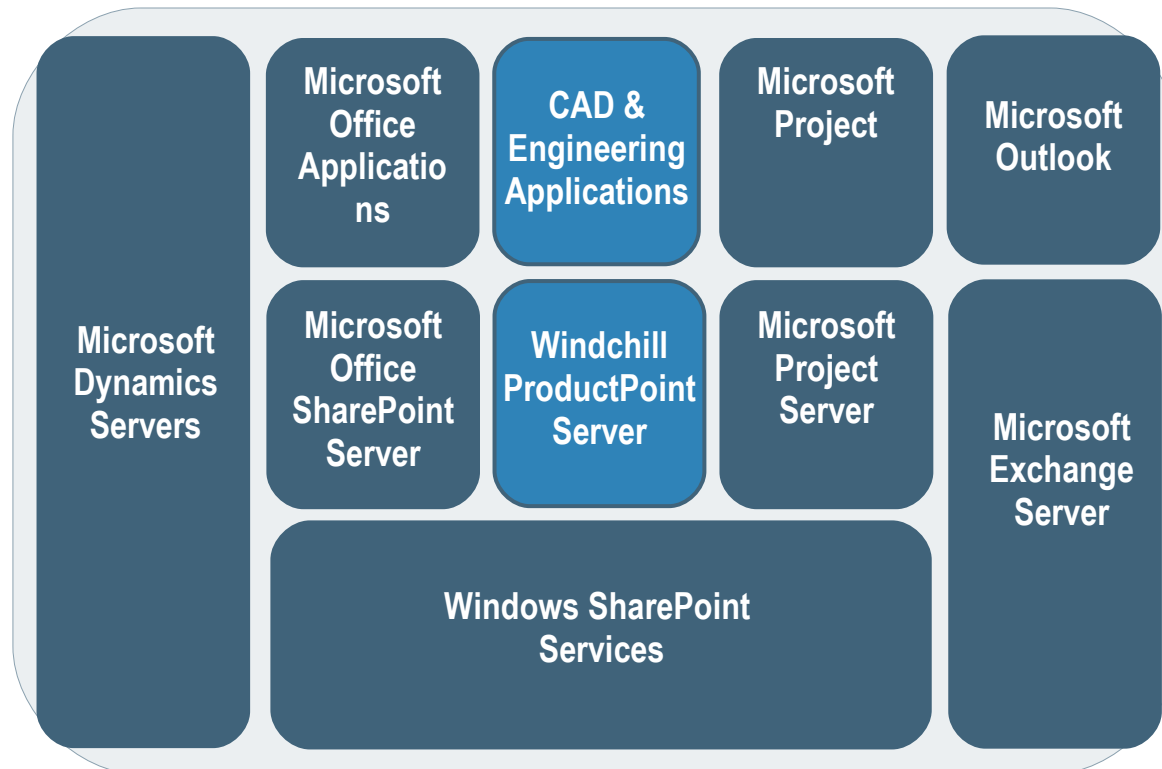 Microsoft
Office
Applicatio
ns
CAD &
Engineering
Applications
Microsoft
Project
Microsoft
Outlook
Microsoft
Dynamics
Servers
Microsoft
Office
SharePoint
Server
Windchill
ProductPoint
Server
Microsoft
Project
Server
Microsoft
Exchange
Server
Windows SharePoint
Services